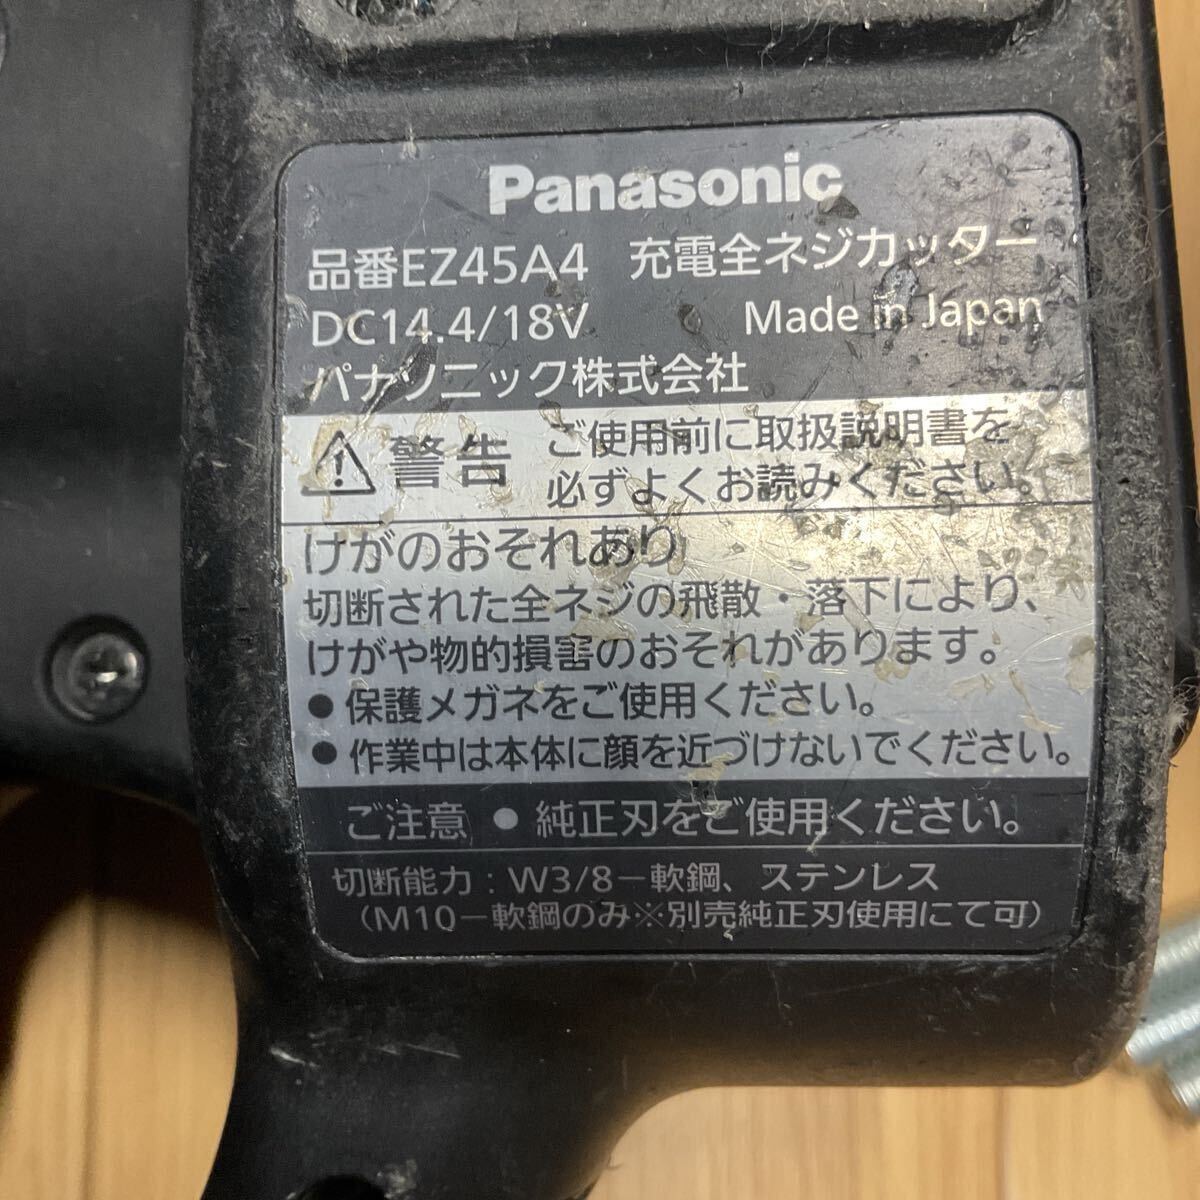 Panasonic
品番EZ45A4 充電全ネジカッター
DC14.4/18V Made in Japan
パナソニック株式会社
警告 ご使用前に取扱説明書を
必ずよくお読みください。
けがのおそれあり
切断された全ネジの飛散・落下により、
けがや物的損害のおそれがあります。
●保護メガネをご使用ください。
●作業中は本体に顔を近づけないでください。
ご注意 ●純正刃をご使用ください。
切断能力：W3/8－軟鋼、ステンレス
（M10－軟鋼のみ※別売純正刃使用にて可）